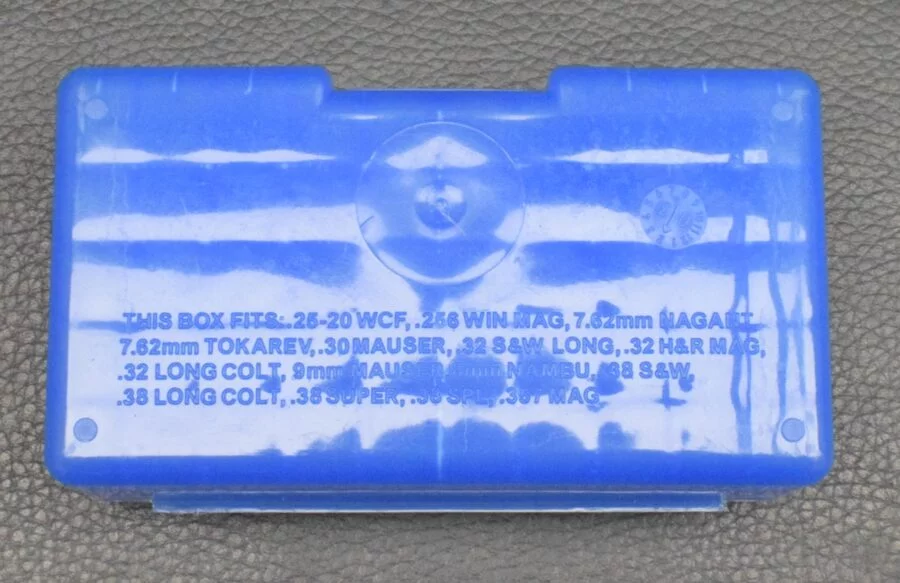 THIS BOX FITS: .25-20 WCF, .256 WIN MAG, 7.62mm NAGANT,
7.62mm TOKAREV, .30 MAUSER, .32 S&W LONG, .32 H&R MAG,
.32 LONG COLT, 9mm MAUSER, NAMBU, .38 S&W,
.38 LONG COLT, .38 SUPER, .38 SPL, .357 MAG